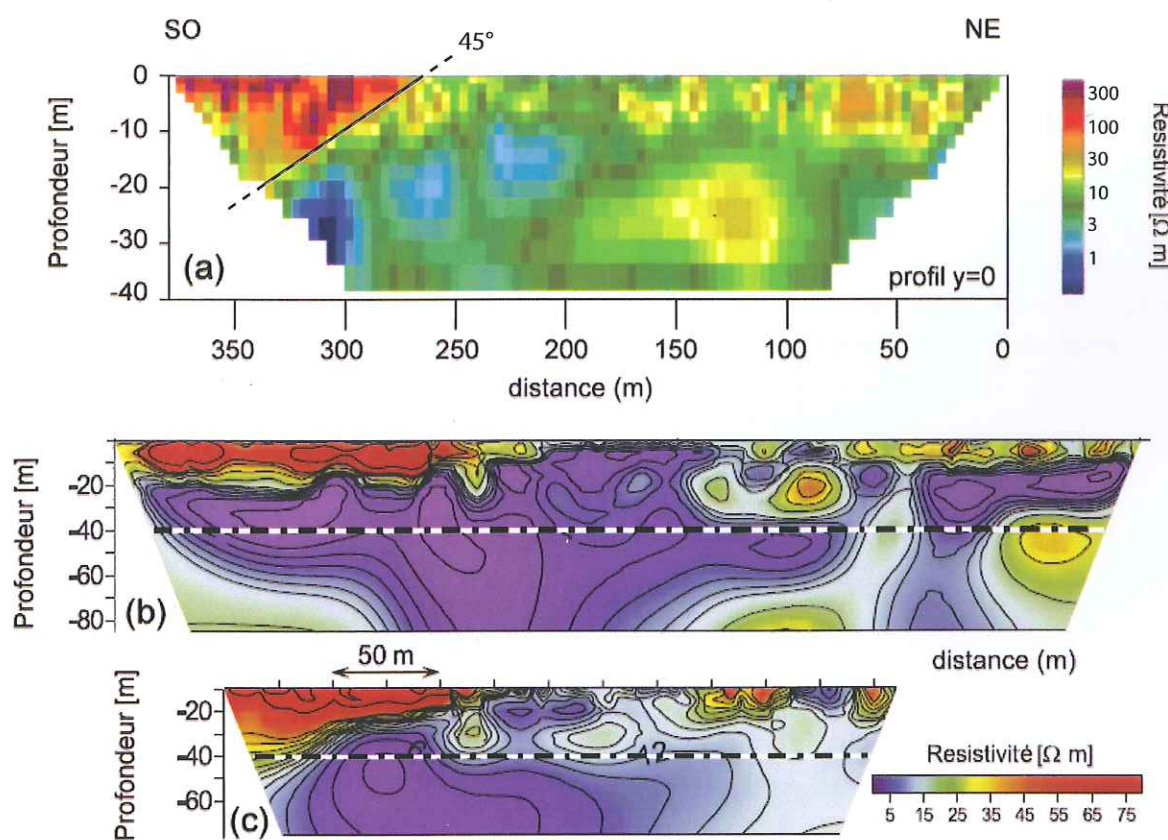 SO
NE
45°
Profondeur [m]
0
-10
-20
-30
-40
(a)
profil y=0
300
100
30
10
3
1
Resistivité [Ω m]
350 300 250 200 150 100 50 0
distance (m)
Profondeur [m]
-20
-40
-60
-80
(b)
50 m
distance (m)
Profondeur [m]
-20
-40
-60
(c)
12
Resistivité [Ω m]
5 15 25 35 45 55 65 75